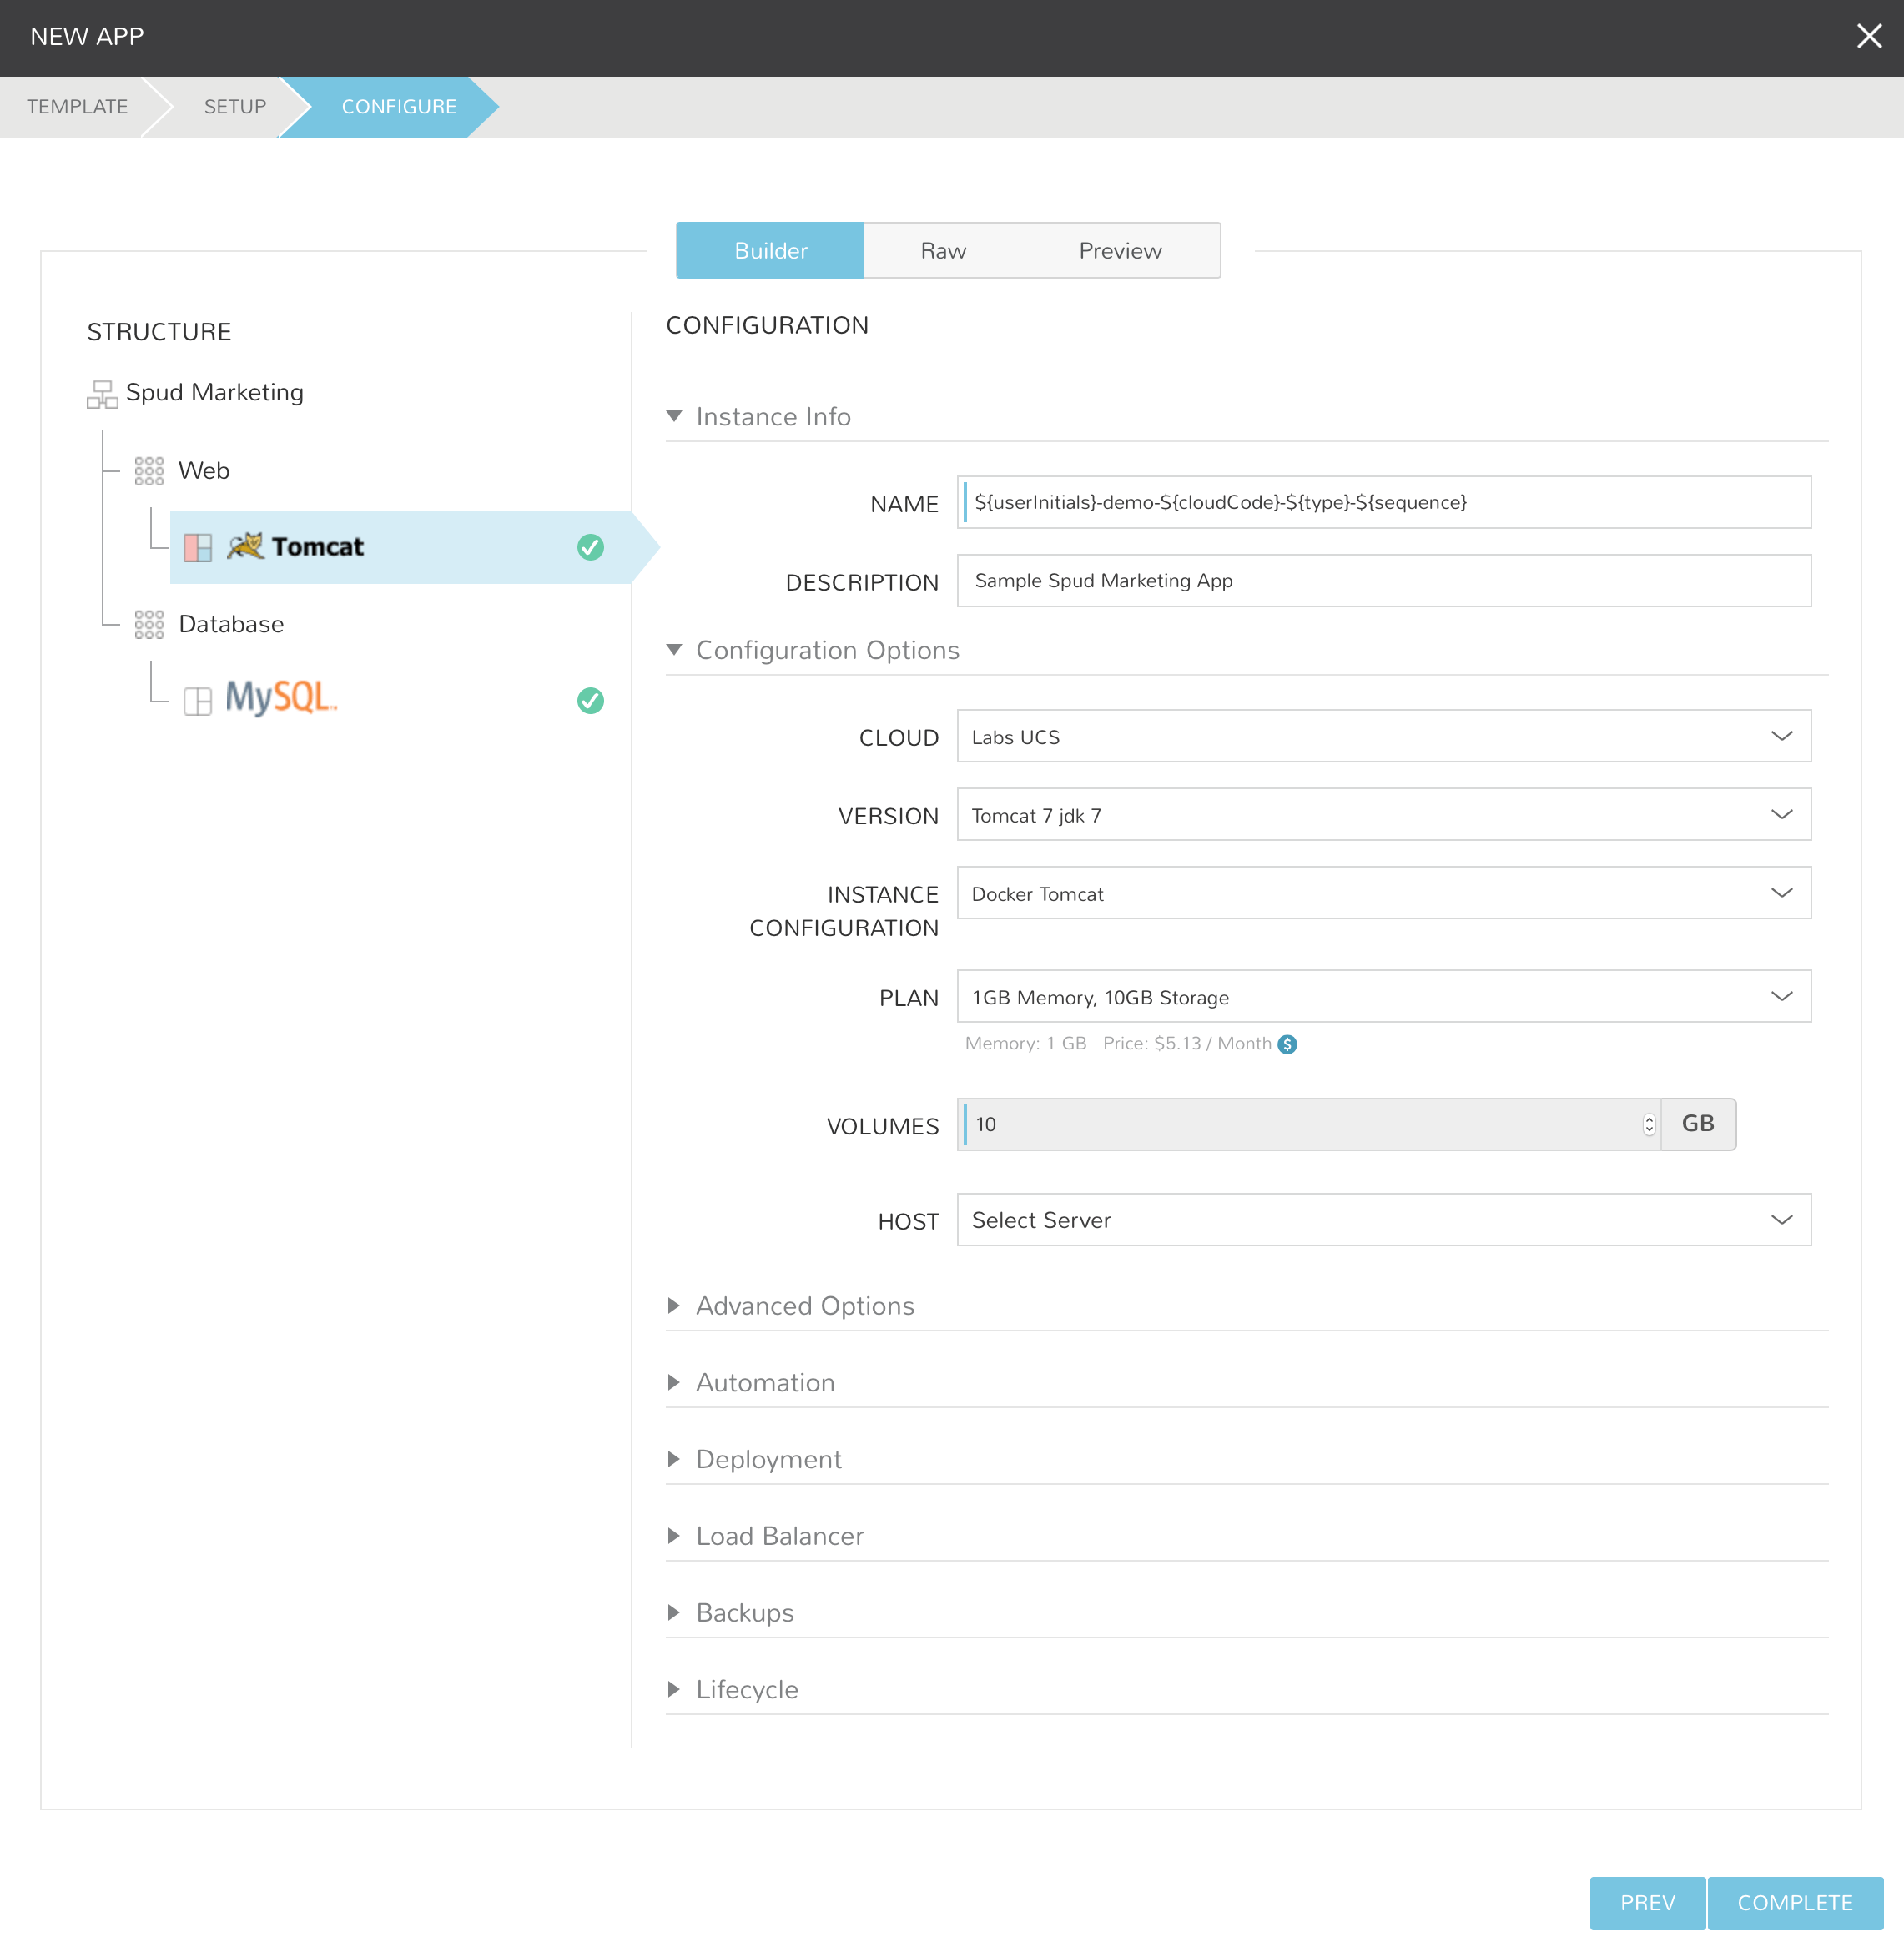 NEW APP
TEMPLATE
SETUP
CONFIGURE
Builder
Raw
Preview
STRUCTURE
Spud Marketing
Web
Tomcat
Database
MySQL
CONFIGURATION
Instance Info
NAME
${userInitials}-demo-${cloudCode}-${type}-${sequence}
DESCRIPTION
Sample Spud Marketing App
Configuration Options
CLOUD
Labs UCS
VERSION
Tomcat 7 jdk 7
INSTANCE
CONFIGURATION
Docker Tomcat
PLAN
1GB Memory, 10GB Storage
Memory: 1 GB Price: $5.13 / Month $
VOLUMES
10
GB
HOST
Select Server
Advanced Options
Automation
Deployment
Load Balancer
Backups
Lifecycle
PREV
COMPLETE